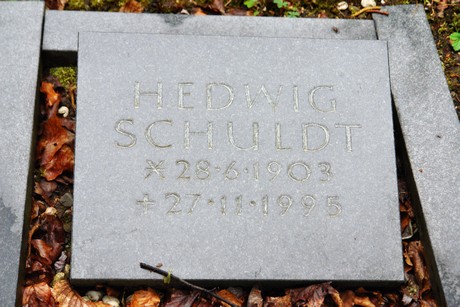 HEDWIG
SCHULDT
* 28·6·1903
+ 27·11·1995